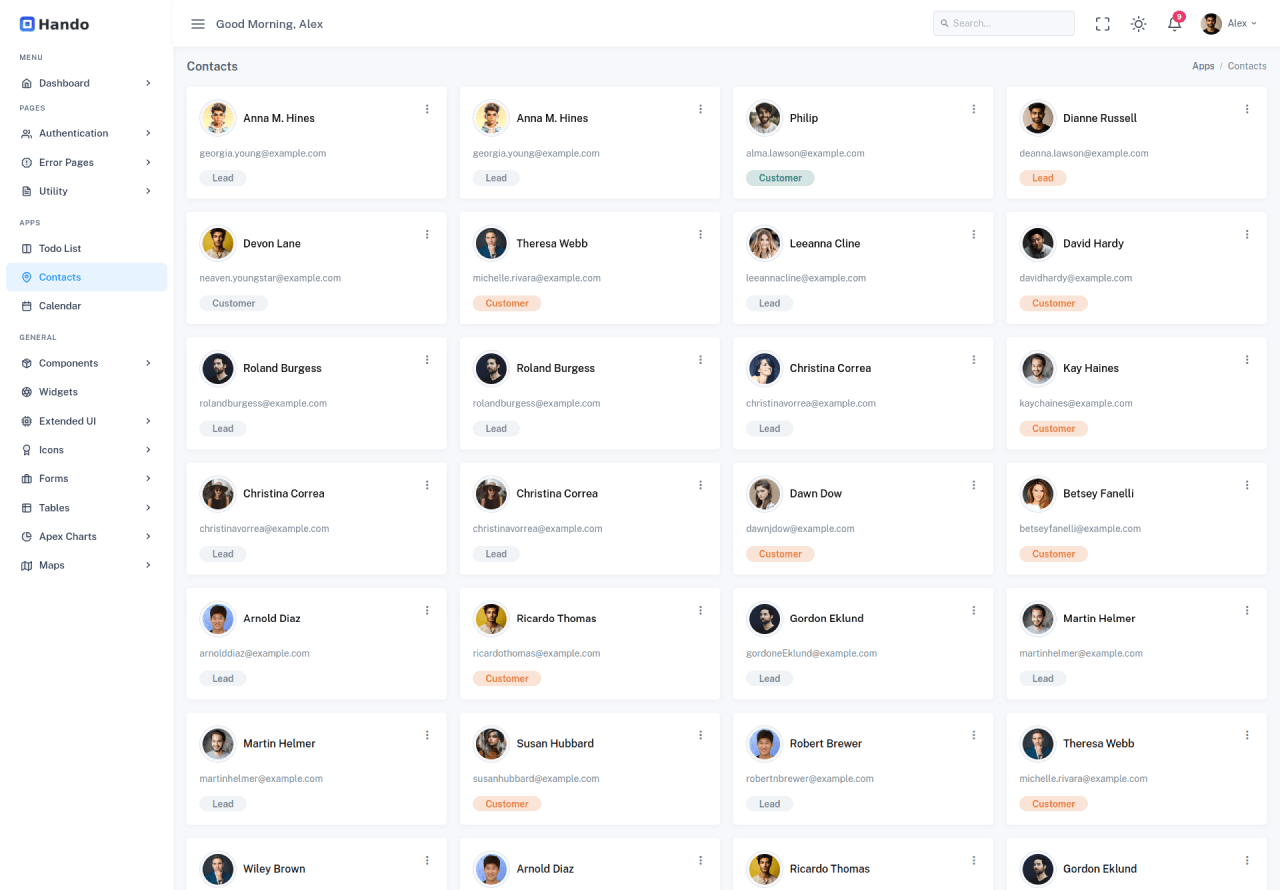 Hando
Good Morning, Alex
Search...
9
Alex
MENU
Dashboard
PAGES
Authentication
Error Pages
Utility
APPS
Todo List
Contacts
Calendar
GENERAL
Components
Widgets
Extended UI
Icons
Forms
Tables
Apex Charts
Maps
Contacts
Apps / Contacts
Anna M. Hines
georgia.young@example.com
Lead
Anna M. Hines
georgia.young@example.com
Lead
Philip
alma.lawson@example.com
Customer
Dianne Russell
deanna.lawson@example.com
Lead
Devon Lane
neaven.youngstar@example.com
Customer
Theresa Webb
michelle.rivara@example.com
Customer
Leeanna Cline
leeannacline@example.com
Lead
David Hardy
davidhardy@example.com
Customer
Roland Burgess
rolandburgess@example.com
Lead
Roland Burgess
rolandburgess@example.com
Lead
Christina Correa
christinavorrea@example.com
Lead
Kay Haines
kaychaines@example.com
Customer
Christina Correa
christinavorrea@example.com
Lead
Christina Correa
christinavorrea@example.com
Lead
Dawn Dow
dawnjdow@example.com
Customer
Betsey Fanelli
betseyfanelli@example.com
Customer
Arnold Diaz
arnolddiaz@example.com
Lead
Ricardo Thomas
ricardothomas@example.com
Customer
Gordon Eklund
gordoneEklund@example.com
Lead
Martin Helmer
martinhelmer@example.com
Lead
Martin Helmer
martinhelmer@example.com
Lead
Susan Hubbard
susanhubbard@example.com
Customer
Robert Brewer
robertnbrewer@example.com
Lead
Theresa Webb
michelle.rivara@example.com
Customer
Wiley Brown
Arnold Diaz
Ricardo Thomas
Gordon Eklund